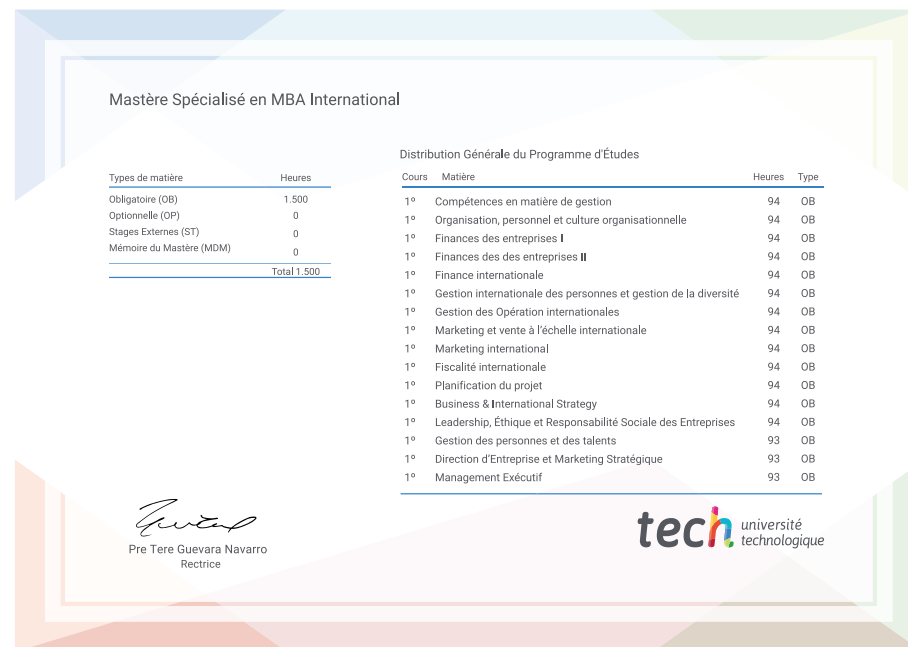 Mastère Spécialisé en MBA International
Types de matière Heures
Obligatoire (OB) 1.500
Optionnelle (OP) 0
Stages Externes (ST) 0
Mémoire du Mastère (MDM) 0
Total 1.500
Distribution Générale du Programme d'Études
Cours Matière Heures Type
1º Compétences en matière de gestion 94 OB
1º Organisation, personnel et culture organisationnelle 94 OB
1º Finances des entreprises I 94 OB
1º Finances des des entreprises II 94 OB
1º Finance internationale 94 OB
1º Gestion internationale des personnes et gestion de la diversité 94 OB
1º Gestion des Opération internationales 94 OB
1º Marketing et vente à l'échelle internationale 94 OB
1º Marketing international 94 OB
1º Fiscalité internationale 94 OB
1º Planification du projet 94 OB
1º Business & International Strategy 94 OB
1º Leadership, Éthique et Responsabilité Sociale des Entreprises 94 OB
1º Gestion des personnes et des talents 93 OB
1º Direction d'Entreprise et Marketing Stratégique 93 OB
1º Management Exécutif 93 OB
Pre Tere Guevara Navarro
Rectrice
tech université
technologique